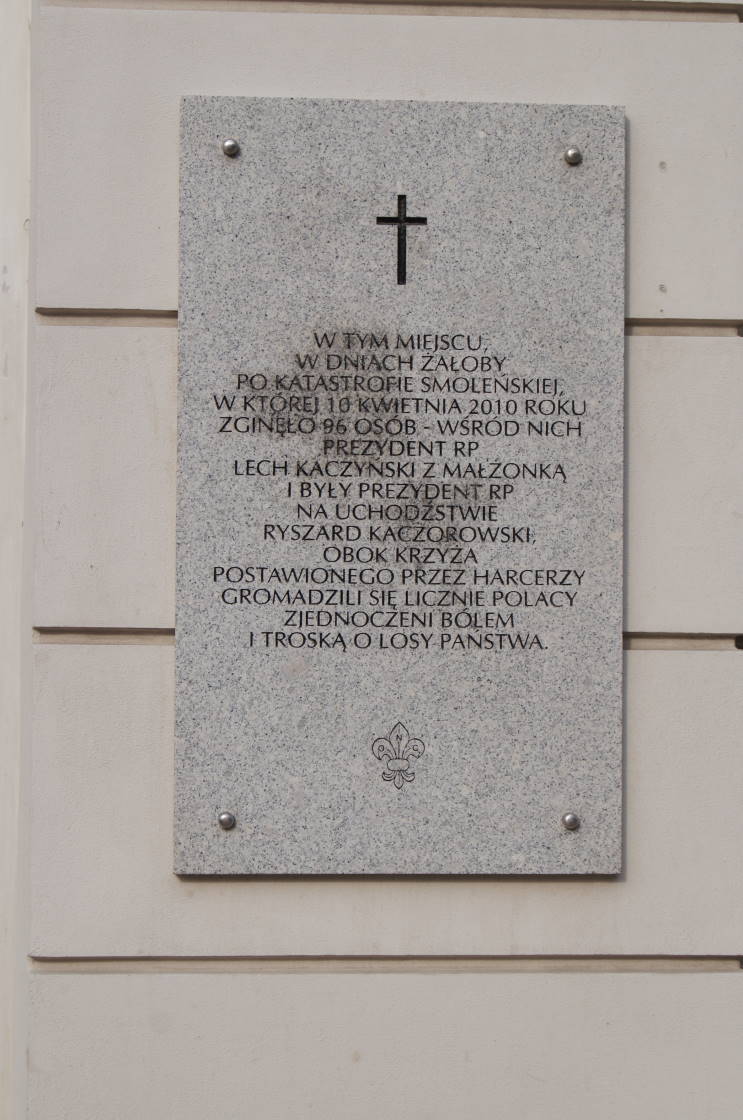 W TYM MIEJSCU,
W DNIACH ŻAŁOBY
PO KATASTROFIE SMOLEŃSKIEJ,
W KTÓREJ 10 KWIETNIA 2010 ROKU
ZGINĘŁO 96 OSÓB - WŚRÓD NICH
PREZYDENT RP
LECH KACZYŃSKI Z MAŁŻONKĄ
I BYŁY PREZYDENT RP
NA UCHODŹSTWIE
RYSZARD KACZOROWSKI,
OBOK KRZYŻA
POSTAWIONEGO PRZEZ HARCERZY
GROMADZILI SIĘ LICZNIE POLACY
ZJEDNOCZENI BÓLEM
I TROSKĄ O LOSY PAŃSTWA.
O N C